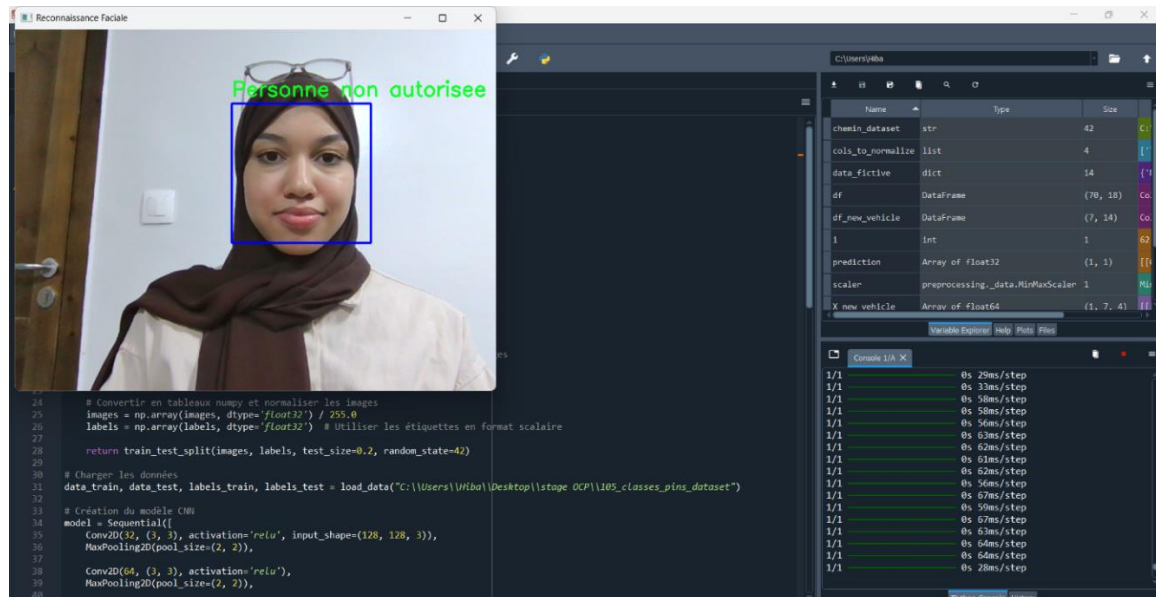 Reconnaissance Faciale
Personne non autorisee
C:\Users\Hiba
Name Type Size
chemin_dataset str 42 C:
cols_to_normalize list 4 ['
data_fictive dict 14 {'
df DataFrame (70, 18) Co
df_new_vehicle DataFrame (7, 14) Co
int 1 62
prediction Array of float32 (1, 1) [[
scaler preprocessing._data.MinMaxScaler 1 Mi
X_new_vehicle Array of float64 (1, 7, 4) [[
Variable Explorer Help Plots Files
Console 1/A
1/1 0s 29ms/step
1/1 0s 33ms/step
1/1 0s 58ms/step
1/1 0s 58ms/step
1/1 0s 56ms/step
1/1 0s 63ms/step
1/1 0s 62ms/step
1/1 0s 61ms/step
1/1 0s 62ms/step
1/1 0s 56ms/step
1/1 0s 67ms/step
1/1 0s 59ms/step
1/1 0s 67ms/step
1/1 0s 63ms/step
1/1 0s 64ms/step
1/1 0s 64ms/step
1/1 0s 28ms/step
es
24 # Convertir en tableaux numpy et normaliser les images
25 images = np.array(images, dtype='float32') / 255.0
26 labels = np.array(labels, dtype='float32') # Utiliser les étiquettes en format scalaire
27
28 return train_test_split(images, labels, test_size=0.2, random_state=42)
29
30 # Charger les données
31 data_train, data_test, labels_train, labels_test = load_data("C:\\Users\\Hiba\\Desktop\\stage OCP\\105_classes_pins_dataset")
32
33 # Création du modèle CNN
34 model = Sequential([
35 Conv2D(32, (3, 3), activation='relu', input_shape=(128, 128, 3)),
36 MaxPooling2D(pool_size=(2, 2)),
37
38 Conv2D(64, (3, 3), activation='relu'),
39 MaxPooling2D(pool_size=(2, 2)),
40